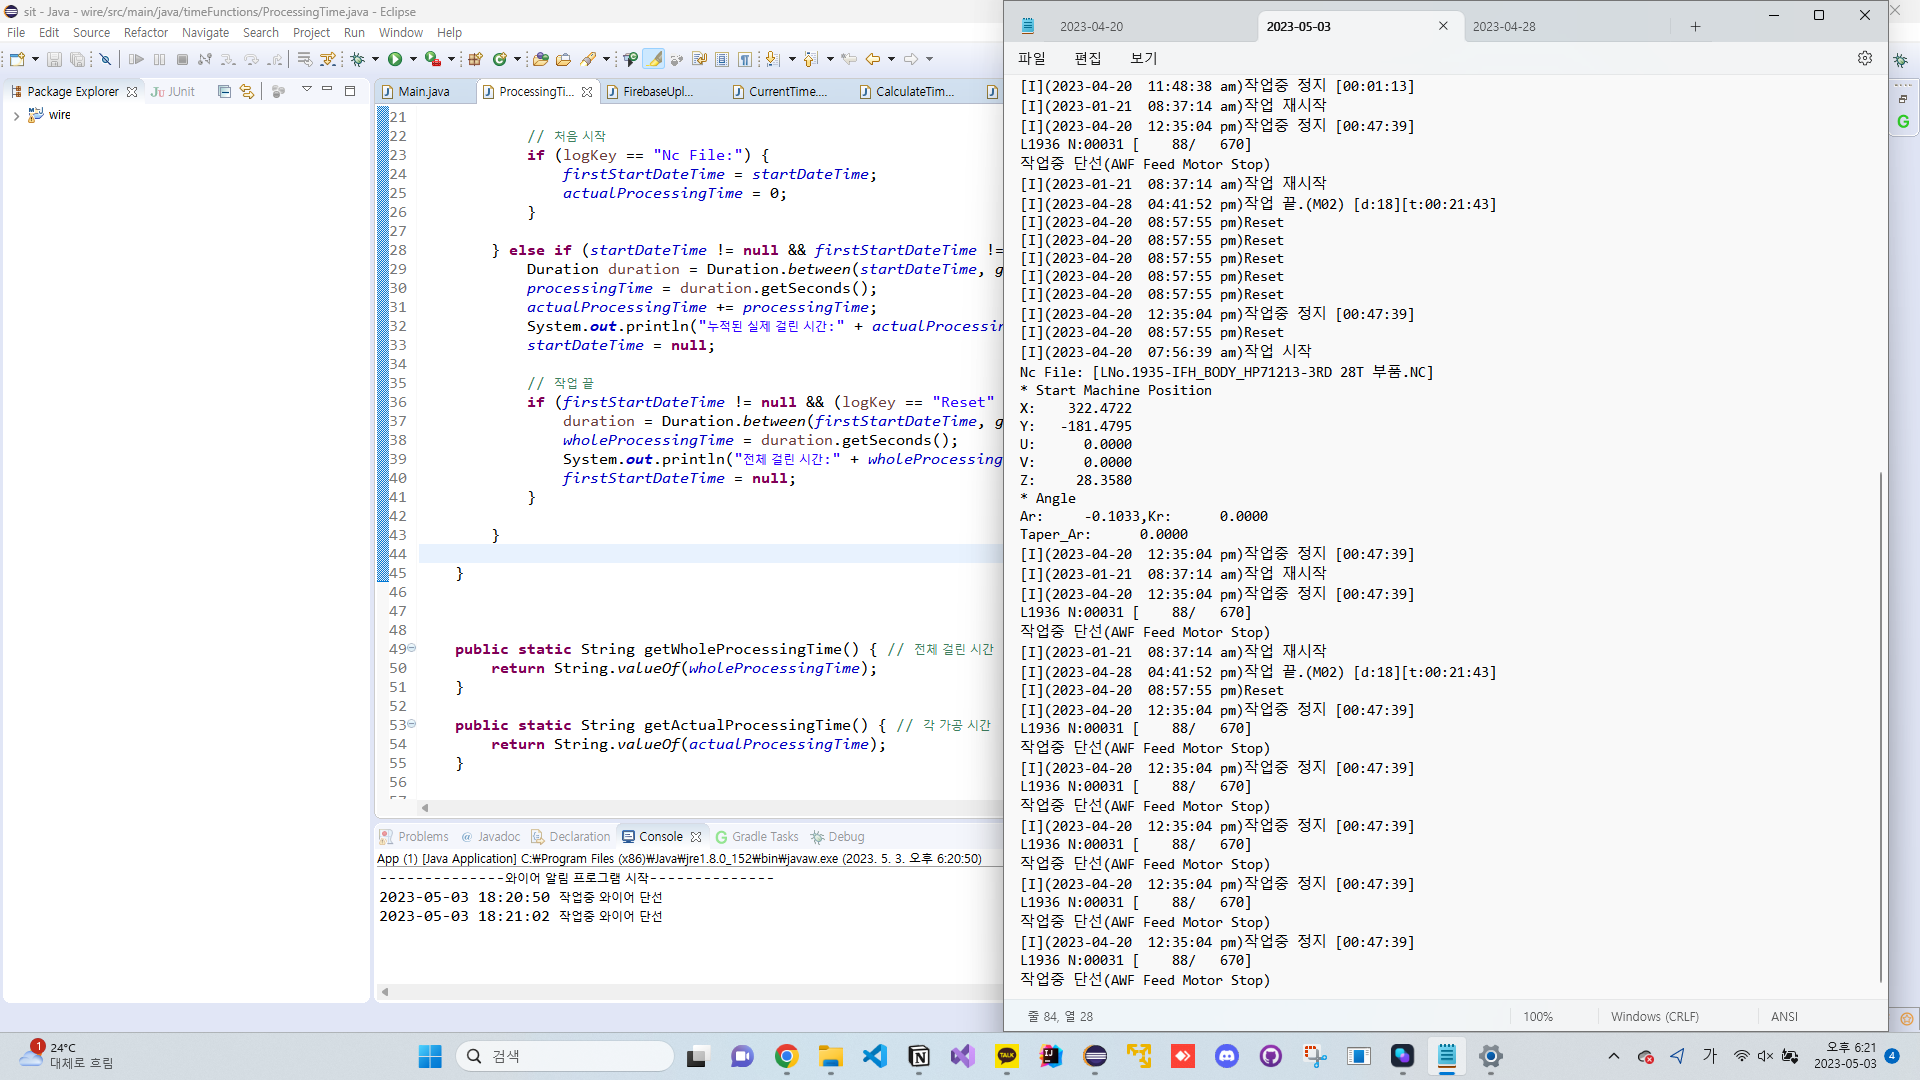 sit - Java - wire/src/main/java/timeFunctions/ProcessingTime.java - Eclipse
File Edit Source Refactor Navigate Search Project Run Window Help
Package Explorer JUnit
wire
Main.java ProcessingTi... FirebaseUpl... CurrentTime.... CalculateTim...
21
22 // 처음 시작
23 if (logKey == "Nc File:") {
24 firstStartDateTime = startDateTime;
25 actualProcessingTime = 0;
26 }
27
28 } else if (startDateTime != null && firstStartDateTime !=
29 Duration duration = Duration.between(startDateTime, g
30 processingTime = duration.getSeconds();
31 actualProcessingTime += processingTime;
32 System.out.println("누적된 실제 걸린 시간:" + actualProcessin
33 startDateTime = null;
34
35 // 작업 끝
36 if (firstStartDateTime != null && (logKey == "Reset"
37 duration = Duration.between(firstStartDateTime, g
38 wholeProcessingTime = duration.getSeconds();
39 System.out.println("전체 걸린 시간:" + wholeProcessing
40 firstStartDateTime = null;
41 }
42
43 }
44
45 }
46
47
48
49 public static String getWholeProcessingTime() { // 전체 걸린 시간
50 return String.valueOf(wholeProcessingTime);
51 }
52
53 public static String getActualProcessingTime() { // 각 가공 시간
54 return String.valueOf(actualProcessingTime);
55 }
56
Problems Javadoc Declaration Console Gradle Tasks Debug
App (1) [Java Application] C:₩Program Files (x86)₩Java₩jre1.8.0_152₩bin₩javaw.exe (2023. 5. 3. 오후 6:20:50)
--------------와이어 알림 프로그램 시작--------------
2023-05-03 18:20:50 작업중 와이어 단선
2023-05-03 18:21:02 작업중 와이어 단선
2023-04-20 2023-05-03 2023-04-28
파일 편집 보기
[I](2023-04-20  11:48:38 am)작업중 정지 [00:01:13]
[I](2023-01-21  08:37:14 am)작업 재시작
[I](2023-04-20  12:35:04 pm)작업중 정지 [00:47:39]
L1936 N:00031 [    88/   670]
작업중 단선(AWF Feed Motor Stop)
[I](2023-01-21  08:37:14 am)작업 재시작
[I](2023-04-28  04:41:52 pm)작업 끝.(M02) [d:18][t:00:21:43]
[I](2023-04-20  08:57:55 pm)Reset
[I](2023-04-20  08:57:55 pm)Reset
[I](2023-04-20  08:57:55 pm)Reset
[I](2023-04-20  08:57:55 pm)Reset
[I](2023-04-20  08:57:55 pm)Reset
[I](2023-04-20  12:35:04 pm)작업중 정지 [00:47:39]
[I](2023-04-20  08:57:55 pm)Reset
[I](2023-04-20  07:56:39 am)작업 시작
Nc File: [LNo.1935-IFH_BODY_HP71213-3RD 28T 부품.NC]
* Start Machine Position
X:    322.4722
Y:   -181.4795
U:      0.0000
V:      0.0000
Z:     28.3580
* Angle
Ar:     -0.1033,Kr:      0.0000
Taper_Ar:      0.0000
[I](2023-04-20  12:35:04 pm)작업중 정지 [00:47:39]
[I](2023-01-21  08:37:14 am)작업 재시작
[I](2023-04-20  12:35:04 pm)작업중 정지 [00:47:39]
L1936 N:00031 [    88/   670]
작업중 단선(AWF Feed Motor Stop)
[I](2023-01-21  08:37:14 am)작업 재시작
[I](2023-04-28  04:41:52 pm)작업 끝.(M02) [d:18][t:00:21:43]
[I](2023-04-20  08:57:55 pm)Reset
[I](2023-04-20  12:35:04 pm)작업중 정지 [00:47:39]
L1936 N:00031 [    88/   670]
작업중 단선(AWF Feed Motor Stop)
[I](2023-04-20  12:35:04 pm)작업중 정지 [00:47:39]
L1936 N:00031 [    88/   670]
작업중 단선(AWF Feed Motor Stop)
[I](2023-04-20  12:35:04 pm)작업중 정지 [00:47:39]
L1936 N:00031 [    88/   670]
작업중 단선(AWF Feed Motor Stop)
[I](2023-04-20  12:35:04 pm)작업중 정지 [00:47:39]
L1936 N:00031 [    88/   670]
작업중 단선(AWF Feed Motor Stop)
[I](2023-04-20  12:35:04 pm)작업중 정지 [00:47:39]
L1936 N:00031 [    88/   670]
작업중 단선(AWF Feed Motor Stop)
줄 84, 열 28 100% Windows (CRLF) ANSI
1 24°C
대체로 흐림
검색
TALK
가
오후 6:21
2023-05-03
4